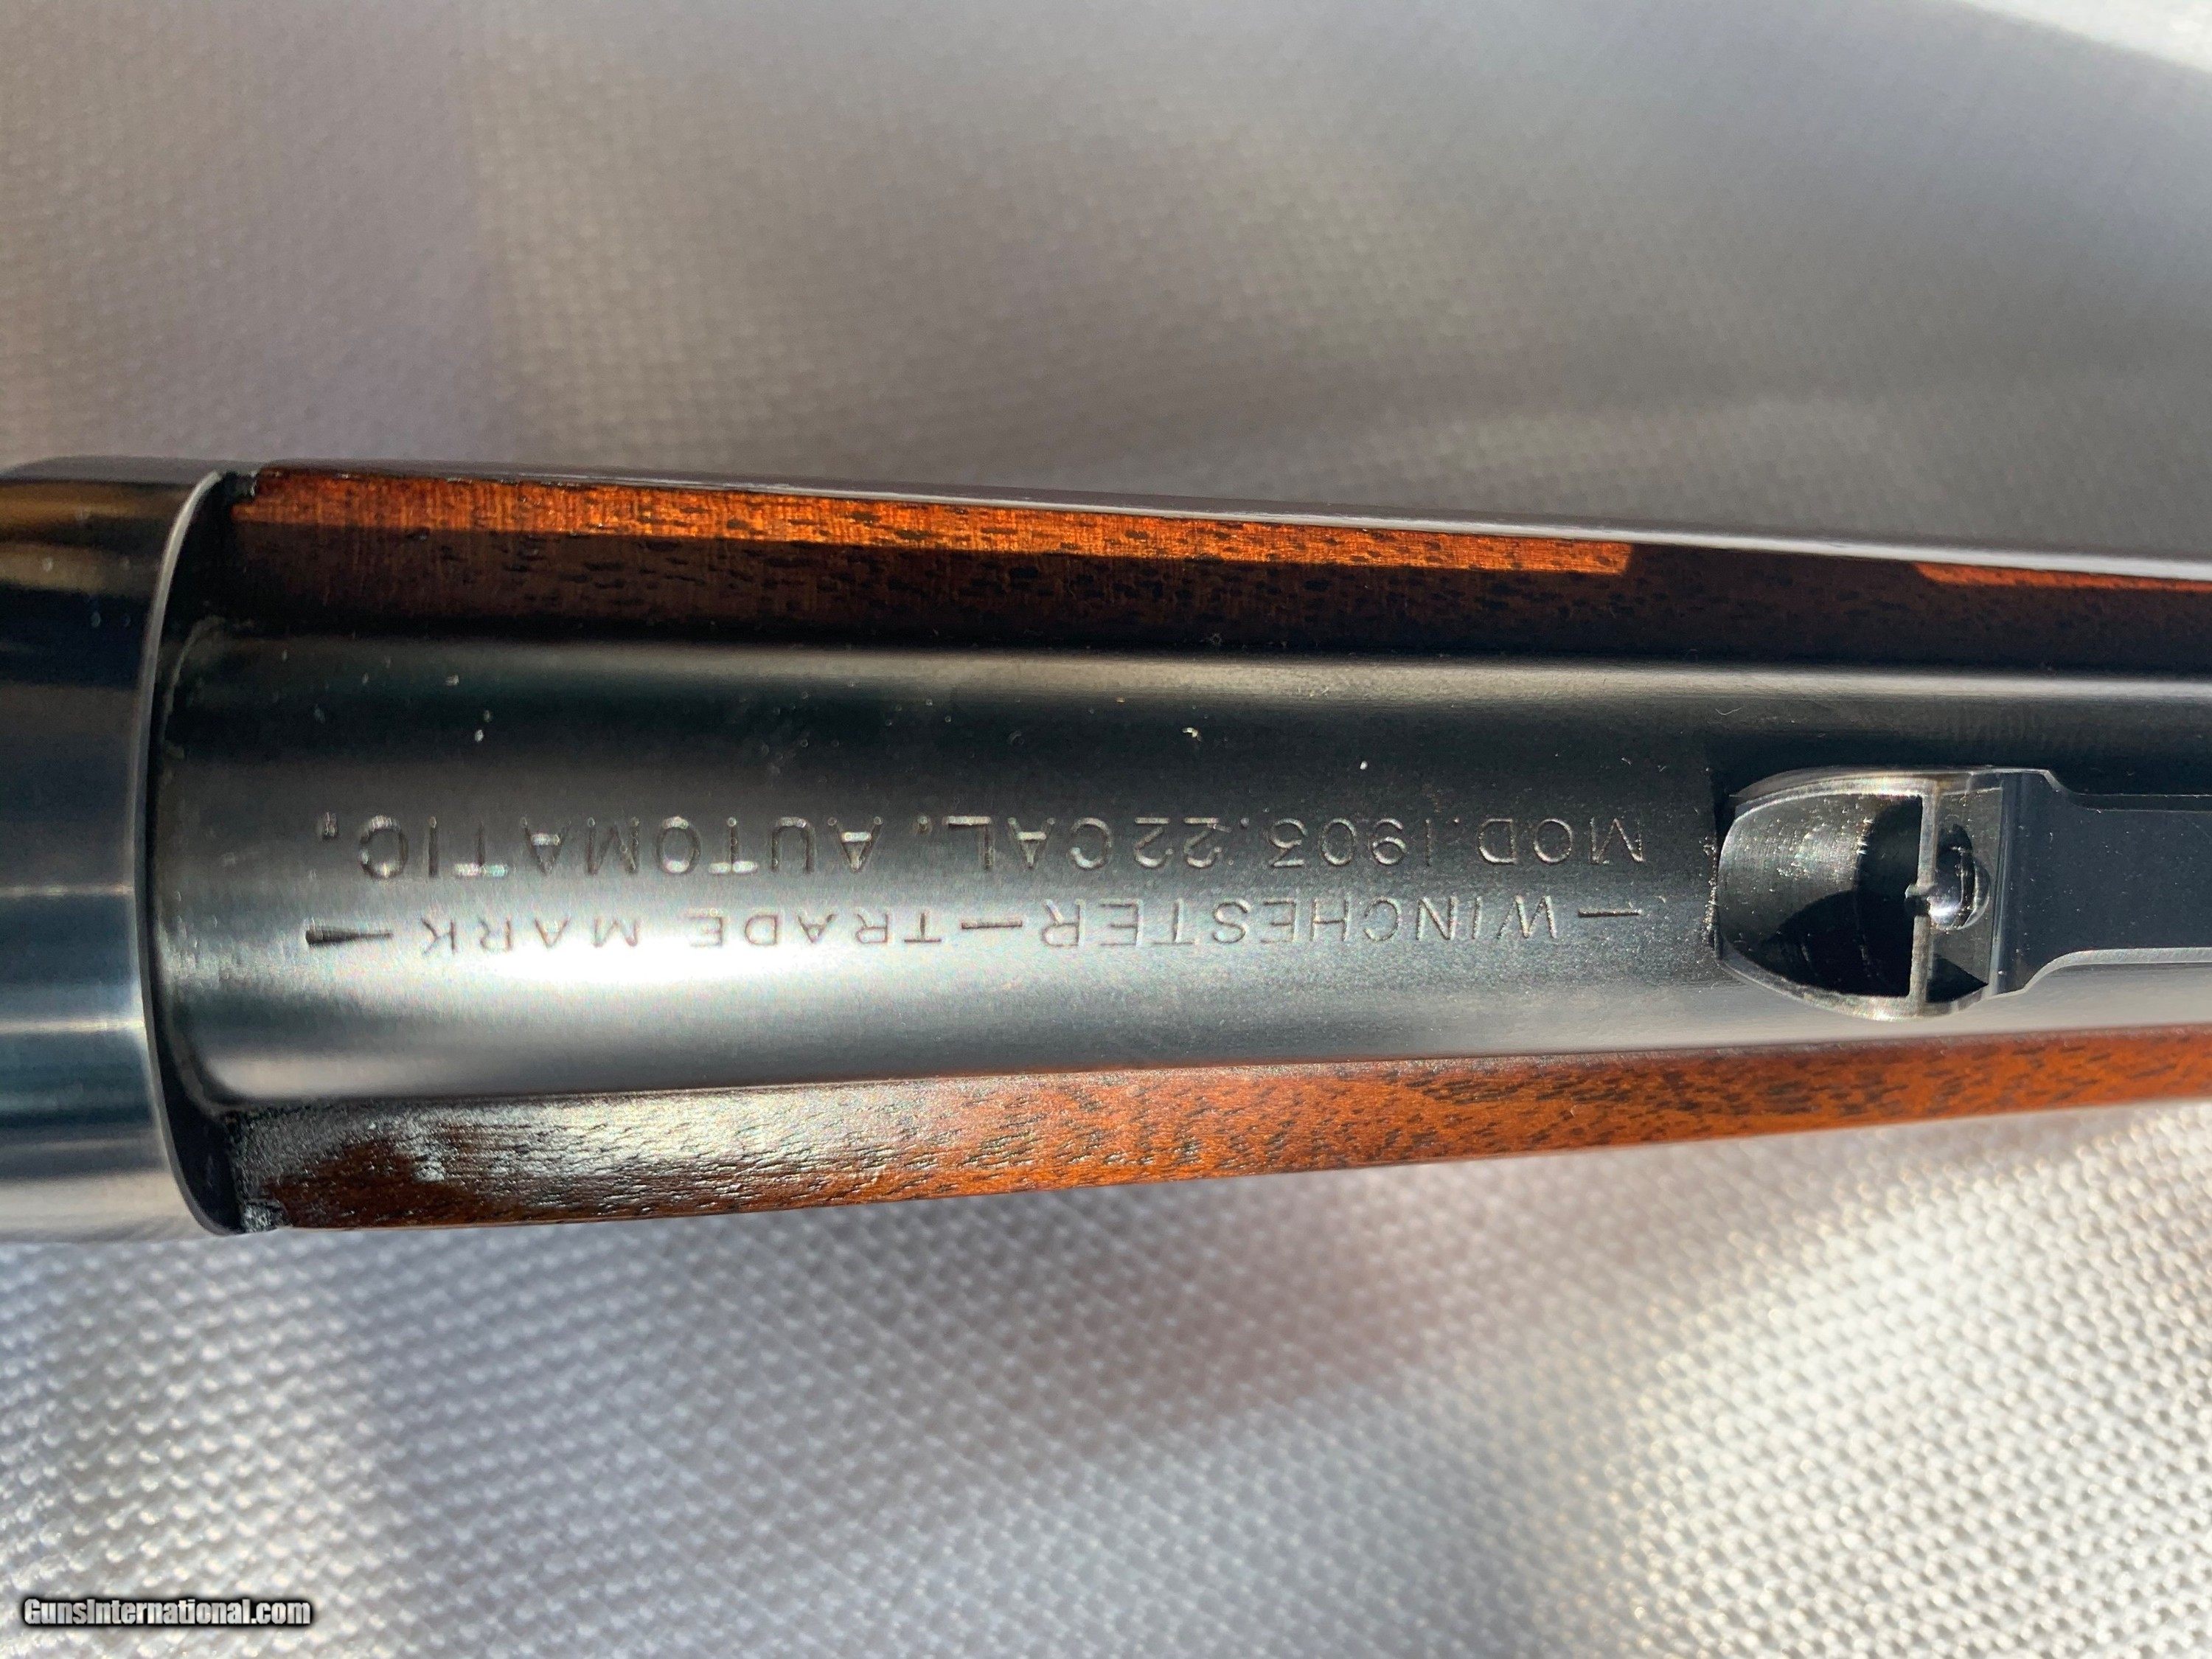 —WINCHESTER—TRADE MARK—
MOD. 1903. 22 CAL. AUTOMATIC.
GunsInternational.com